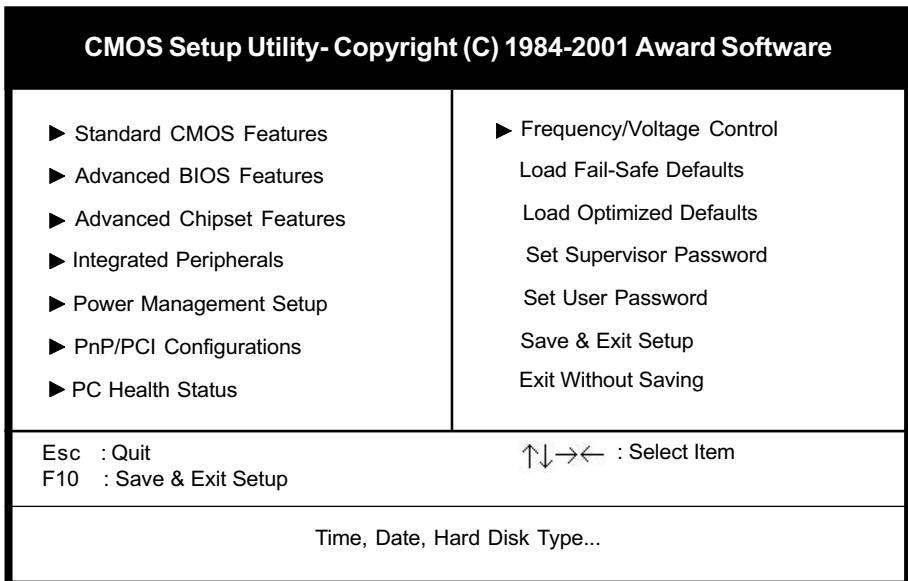 CMOS Setup Utility- Copyright (C) 1984-2001 Award Software
▶ Standard CMOS Features
▶ Advanced BIOS Features
▶ Advanced Chipset Features
▶ Integrated Peripherals
▶ Power Management Setup
▶ PnP/PCI Configurations
▶ PC Health Status
▶ Frequency/Voltage Control
Load Fail-Safe Defaults
Load Optimized Defaults
Set Supervisor Password
Set User Password
Save & Exit Setup
Exit Without Saving
Esc : Quit
F10 : Save & Exit Setup
↑↓→← : Select Item
Time, Date, Hard Disk Type...